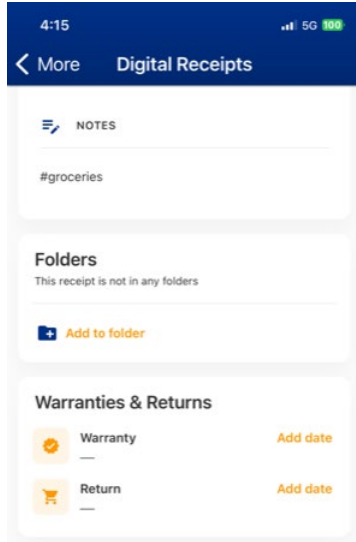 4:15 5G 100
More Digital Receipts
NOTES
#groceries
Folders
This receipt is not in any folders
Add to folder
Warranties & Returns
Warranty Add date
—
Return Add date
—